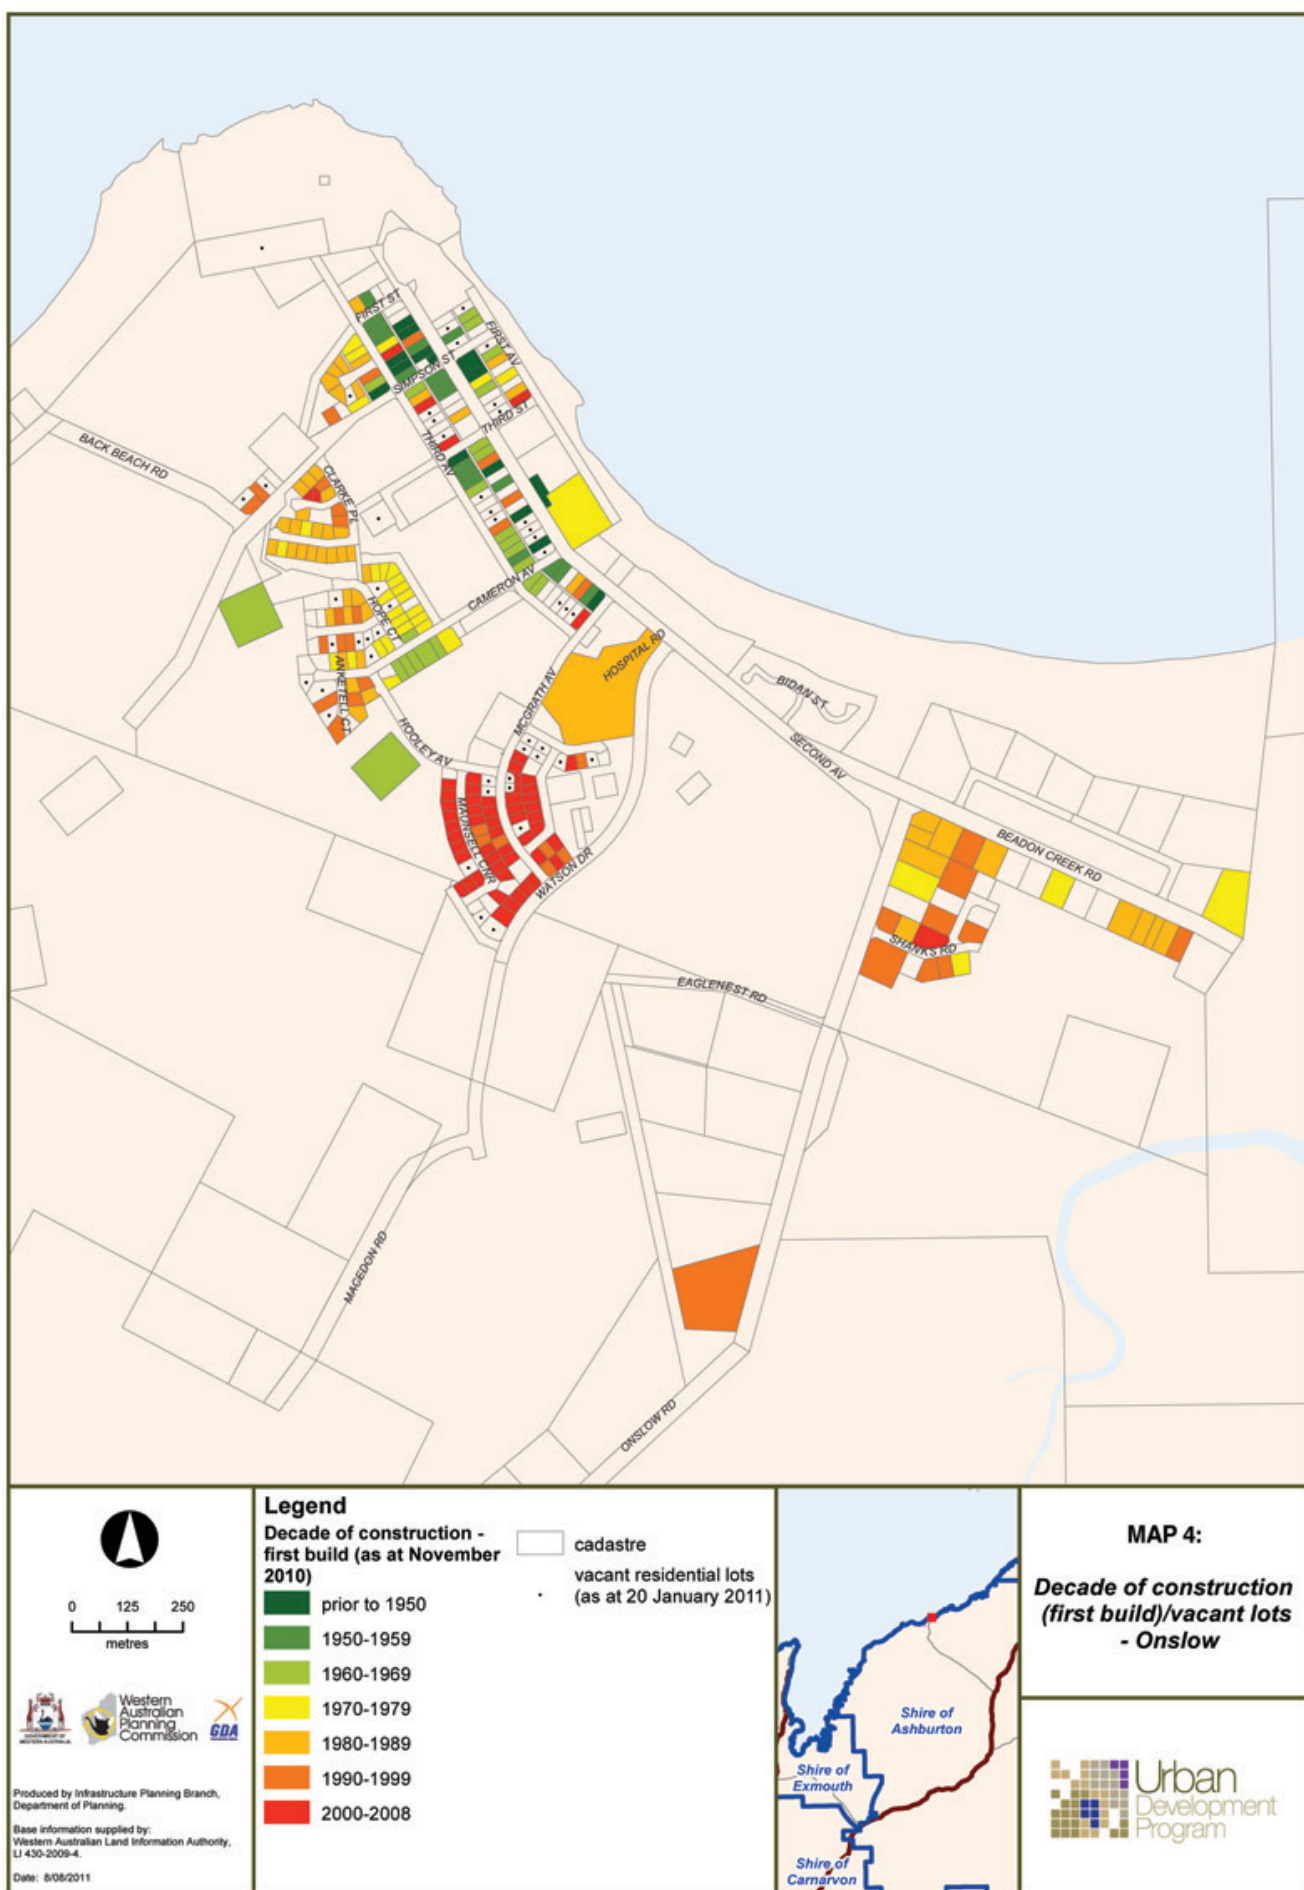 FIRST ST
FIRST AV
SIMPSON ST
THIRD ST
THIRD AV
BACK BEACH RD
CLARKE PL
CAMERON AV
HOPE CT
ANKETELL CT
HOSPITAL RD
MCGRATH AV
BIDAN ST
HOOLEY AV
SECOND AV
MAUNSELL CNR
WATSON DR
BEADON CREEK RD
SHANKS RD
EAGLENEST RD
MACEDON RD
ONSLOW RD
0 125 250
metres
GOVERNMENT OF
WESTERN AUSTRALIA
Western
Australian
Planning
Commission
GDA
Produced by Infrastructure Planning Branch,
Department of Planning.
Base information supplied by:
Western Australian Land Information Authority,
LI 430-2009-4.
Date: 8/08/2011
Legend
Decade of construction -
first build (as at November
2010)
prior to 1950
1950-1959
1960-1969
1970-1979
1980-1989
1990-1999
2000-2008
cadastre
vacant residential lots
(as at 20 January 2011)
Shire of
Ashburton
Shire of
Exmouth
Shire of
Carnarvon
MAP 4:
Decade of construction
(first build)/vacant lots
- Onslow
Urban
Development
Program